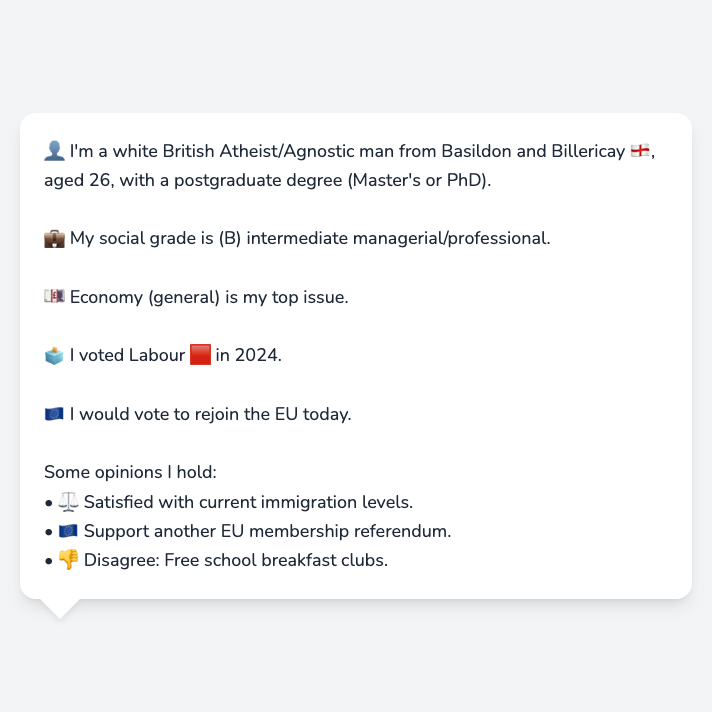 👤 I'm a white British Atheist/Agnostic man from Basildon and Billericay 🏴󠁧󠁢󠁥󠁮󠁧󠁿,
aged 26, with a postgraduate degree (Master's or PhD).
💼 My social grade is (B) intermediate managerial/professional.
💷 Economy (general) is my top issue.
🗳️ I voted Labour 🟥 in 2024.
🇪🇺 I would vote to rejoin the EU today.
Some opinions I hold:
• ⚖️ Satisfied with current immigration levels.
• 🇪🇺 Support another EU membership referendum.
• 👎 Disagree: Free school breakfast clubs.